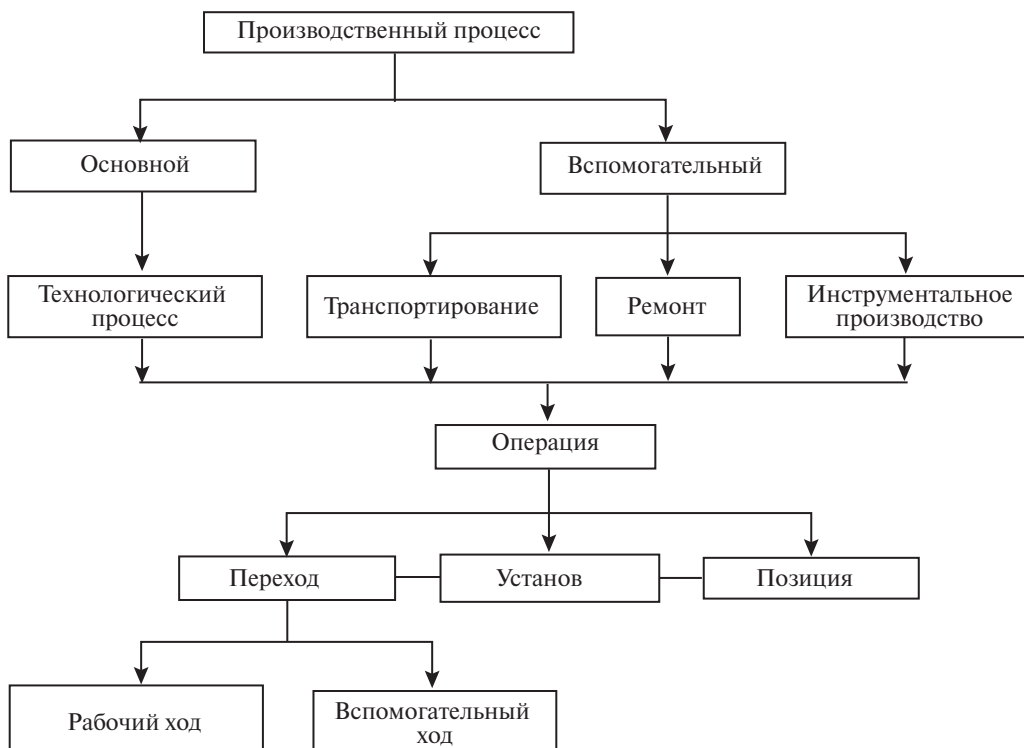 Производственный процесс
Основной
Вспомогательный
Технологический
процесс
Транспортирование
Ремонт
Инструментальное
производство
Операция
Переход
Установ
Позиция
Рабочий ход
Вспомогательный
ход